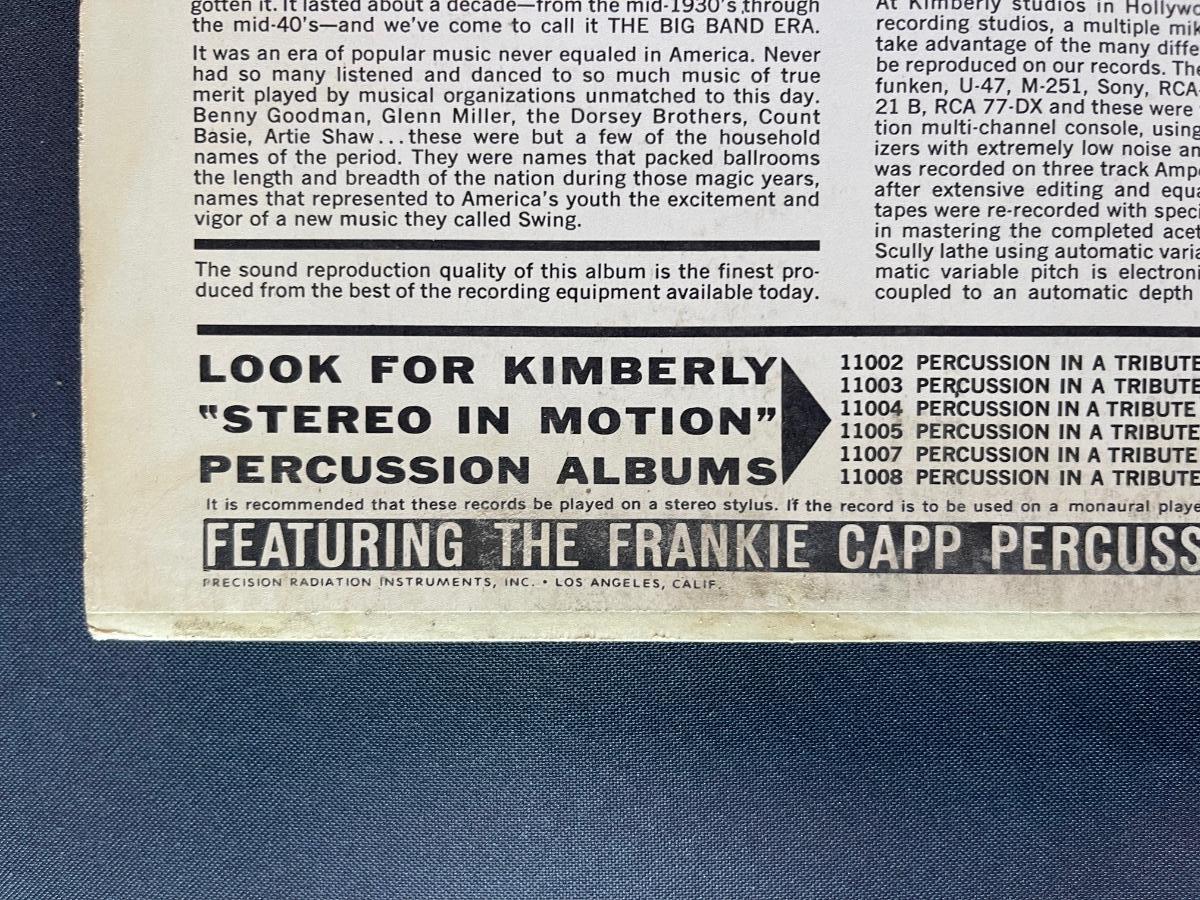 gotten it. It lasted about a decade—from the mid-1930's through
the mid-40's—and we've come to call it THE BIG BAND ERA.
It was an era of popular music never equaled in America. Never
had so many listened and danced to so much music of true
merit played by musical organizations unmatched to this day.
Benny Goodman, Glenn Miller, the Dorsey Brothers, Count
Basie, Artie Shaw...these were but a few of the household
names of the period. They were names that packed ballrooms
the length and breadth of the nation during those magic years,
names that represented to America's youth the excitement and
vigor of a new music they called Swing.
The sound reproduction quality of this album is the finest pro-
duced from the best of the recording equipment available today.
At Kimberly studios in Hollywo
recording studios, a multiple mik
take advantage of the many diffe
be reproduced on our records. The
funken, U-47, M-251, Sony, RCA-
21 B, RCA 77-DX and these were
tion multi-channel console, using
izers with extremely low noise an
was recorded on three track Ampe
after extensive editing and equa
tapes were re-recorded with speci
in mastering the completed acet
Scully lathe using automatic varia
matic variable pitch is electroni
coupled to an automatic depth
LOOK FOR KIMBERLY
"STEREO IN MOTION"
PERCUSSION ALBUMS
11002 PERCUSSION IN A TRIBUTE
11003 PERCUSSION IN A TRIBUTE
11004 PERCUSSION IN A TRIBUTE
11005 PERCUSSION IN A TRIBUTE
11007 PERCUSSION IN A TRIBUTE
11008 PERCUSSION IN A TRIBUTE
It is recommended that these records be played on a stereo stylus. If the record is to be used on a monaural playe
FEATURING THE FRANKIE CAPP PERCUSS
PRECISION RADIATION INSTRUMENTS, INC. • LOS ANGELES, CALIF.